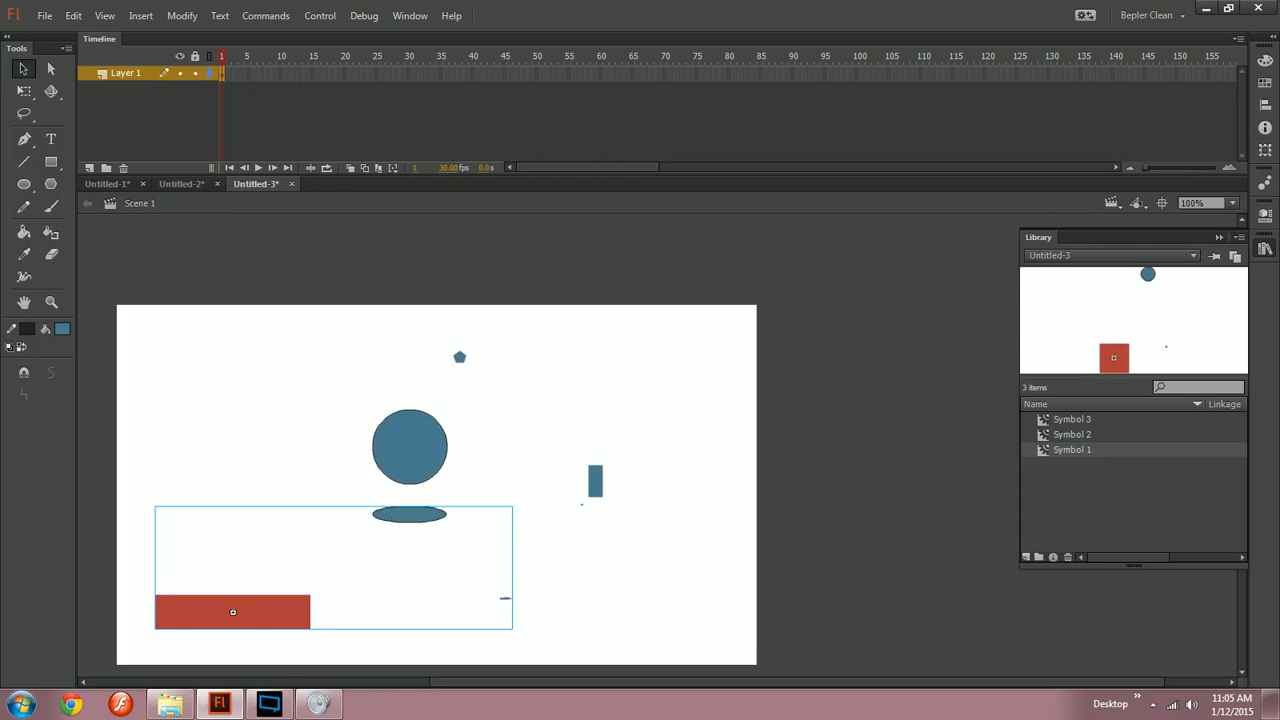 Fl File Edit View Insert Modify Text Commands Control Debug Window Help Bepler Clean
Tools
Timeline
1 5 10 15 20 25 30 35 40 45 50 55 60 65 70 75 80 85 90 95 100 105 110 115 120 125 130 135 140 145 150 155
Layer 1
1 30.00 fps 0.0 s
Untitled-1* Untitled-2* Untitled-3*
Scene 1
100%
T
Library
Untitled-3
3 items
Name Linkage
Symbol 3
Symbol 2
Symbol 1
Fl
Desktop
11:05 AM
1/12/2015